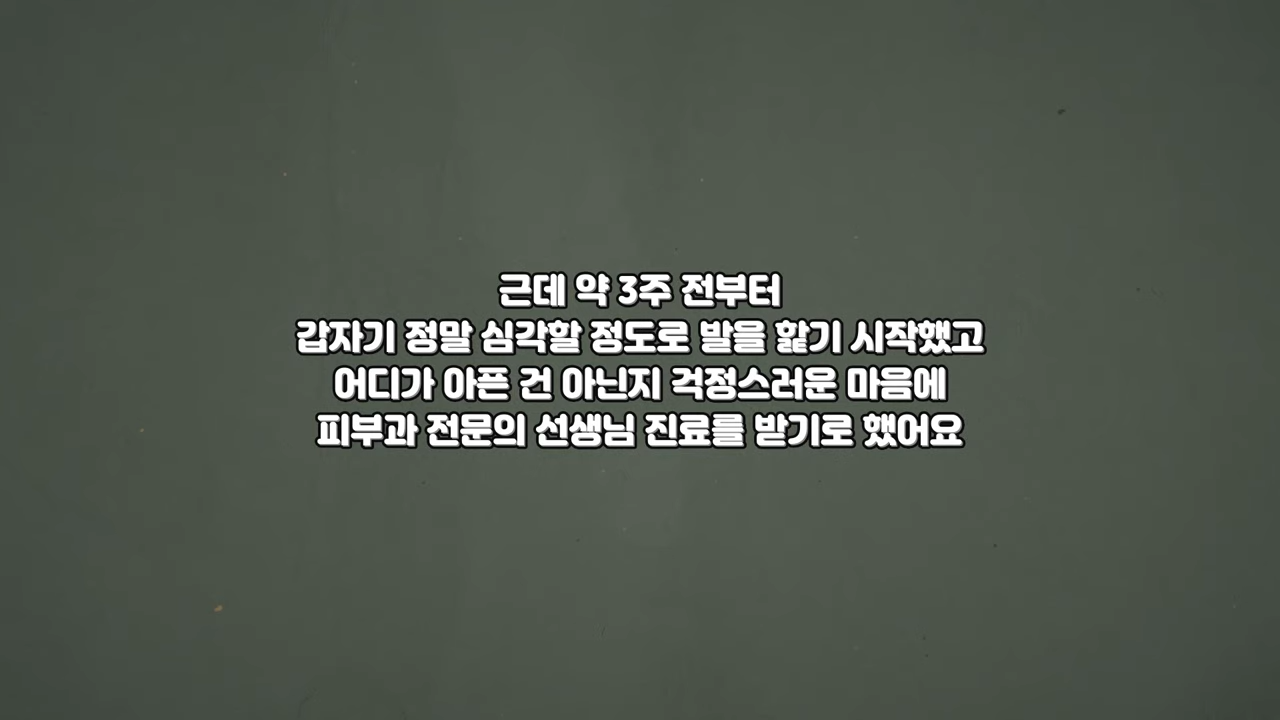 근데 약 3주 전부터
갑자기 정말 심각할 정도로 발을 핥기 시작했고
어디가 아픈 건 아닌지 걱정스러운 마음에
피부과 전문의 선생님 진료를 받기로 했어요